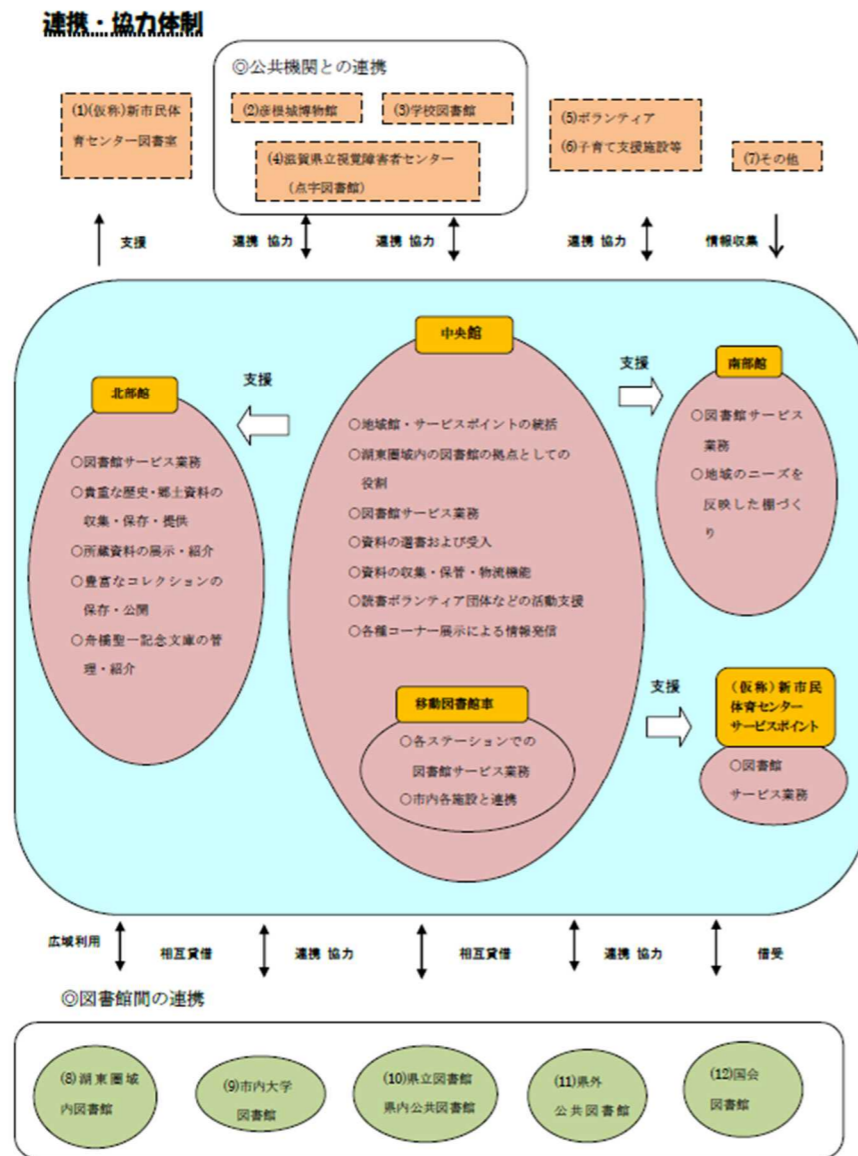 連携・協力体制
◎公共機関との連携
(1)(仮称)新市民体
育センター図書室
(2)彦根城博物館
(3)学校図書館
(4)滋賀県立視覚障害者センター
(点字図書館)
(5)ボランティア
(6)子育て支援施設等
(7)その他
支援
連携 協力
連携 協力
連携 協力
情報収集
中央館
○地域館・サービスポイントの統括
○湖東圏域内の図書館の拠点としての
役割
○図書館サービス業務
○資料の選書および受入
○資料の収集・保管・物流機能
○読書ボランティア団体などの活動支援
○各種コーナー展示による情報発信
移動図書館車
○各ステーションでの
図書館サービス業務
○市内各施設と連携
支援
北部館
○図書館サービス業務
○貴重な歴史・郷土資料の
収集・保存・提供
○所蔵資料の展示・紹介
○豊富なコレクションの
保存・公開
○舟橋聖一記念文庫の管
理・紹介
支援
南部館
○図書館サービス
業務
○地域のニーズを
反映した棚づく
り
支援
(仮称)新市民
体育センター
サービスポイント
○図書館
サービス業務
広域利用
相互貸借
連携 協力
相互貸借
連携 協力
借受
◎図書館間の連携
(8)湖東圏域
内図書館
(9)市内大学
図書館
(10)県立図書館
県内公共図書館
(11)県外
公共図書館
(12)国会
図書館